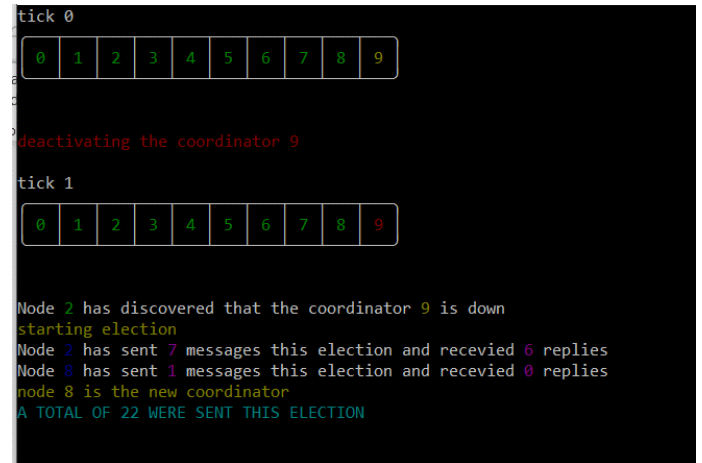 tick 0
0 1 2 3 4 5 6 7 8 9
deactivating the coordinator 9
tick 1
0 1 2 3 4 5 6 7 8 9
Node 2 has discovered that the coordinator 9 is down
starting election
Node 2 has sent 7 messages this election and recevied 6 replies
Node 8 has sent 1 messages this election and recevied 0 replies
node 8 is the new coordinator
A TOTAL OF 22 WERE SENT THIS ELECTION